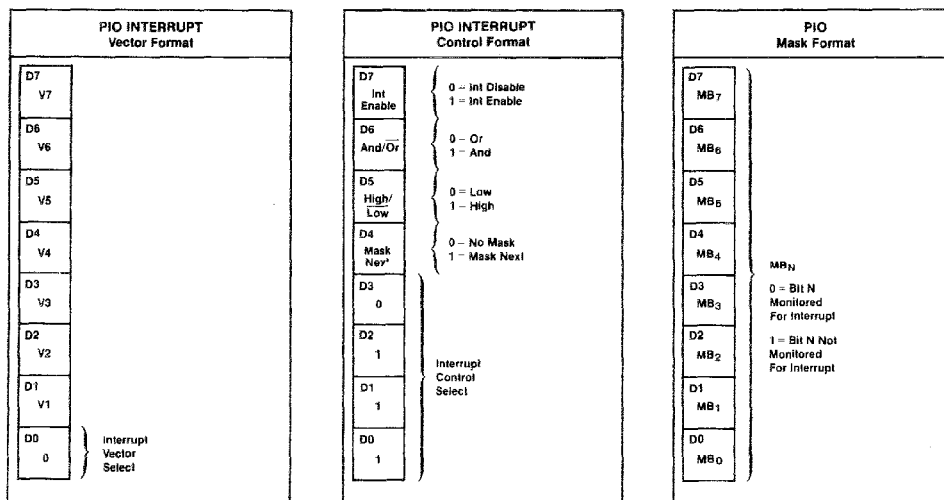 PIO INTERRUPT
Vector Format
D7
V7
D6
V6
D5
V5
D4
V4
D3
V3
D2
V2
D1
V1
D0
0
Interrupt
Vector
Select
PIO INTERRUPT
Control Format
D7
Int
Enable
0 – Int Disable
1 = Int Enable
D6
And/Or
0 – Or
1 – And
D5
High/
Low
0 = Low
1 – High
D4
Mask
0 – No Mask
1 = Mask Next
D3
0
D2
1
D1
1
D0
1
Interrupt
Control
Select
PIO
Mask Format
D7
MB7
D6
MB6
D5
MB5
D4
MB4
D3
MB3
D2
MB2
D1
MB1
D0
MB0
MBN
0 = Bit N
Monitored
For Interrupt
1 = Bit N Not
Monitored
For Interrupt